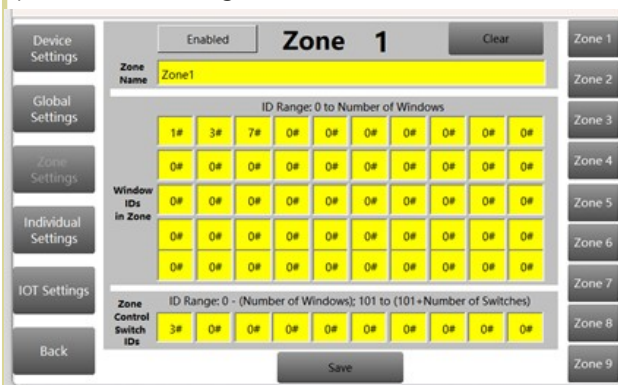 Device
Settings
Global
Settings
Zone
Settings
Individual
Settings
IOT Settings
Back
Enabled
Zone 1
Clear
Zone
Name
Zone1
ID Range: 0 to Number of Windows
Window
IDs
in Zone
1# 3# 7# 0# 0# 0# 0# 0# 0# 0#
0# 0# 0# 0# 0# 0# 0# 0# 0# 0#
0# 0# 0# 0# 0# 0# 0# 0# 0# 0#
0# 0# 0# 0# 0# 0# 0# 0# 0# 0#
0# 0# 0# 0# 0# 0# 0# 0# 0# 0#
ID Range: 0 - (Number of Windows); 101 to (101+Number of Switches)
Zone
Control
Switch
IDs
3# 0# 0# 0# 0# 0# 0# 0# 0# 0#
Save
Zone 1
Zone 2
Zone 3
Zone 4
Zone 5
Zone 6
Zone 7
Zone 8
Zone 9